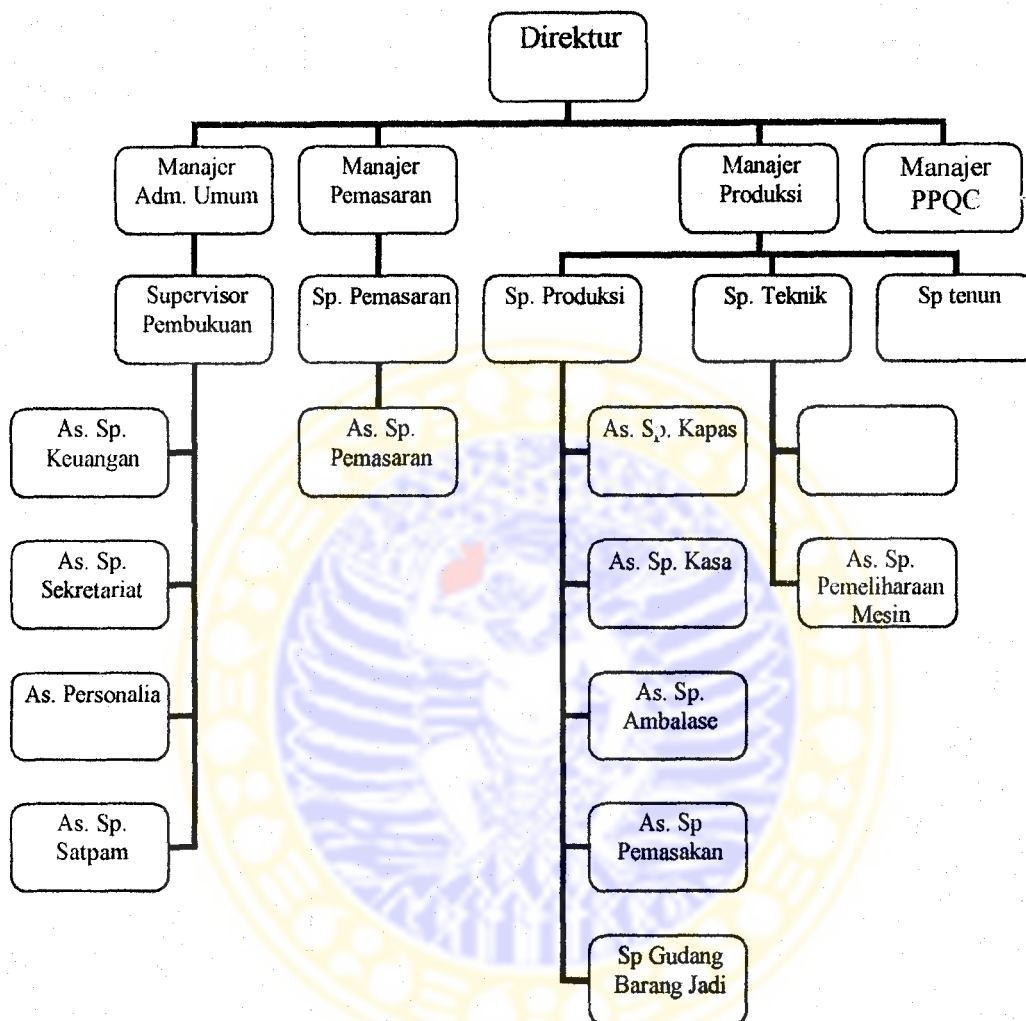 Direktur
Manajer
Adm. Umum
Manajer
Pemasaran
Manajer
Produksi
Manajer
PPQC
Supervisor
Pembukuan
Sp. Pemasaran
Sp. Produksi
Sp. Teknik
Sp tenun
As. Sp.
Keuangan
As. Sp.
Pemasaran
As. Sp. Kapas
As. Sp.
Sekretariat
As. Sp. Kasa
As. Sp.
Pemeliharaan
Mesin
As. Personalia
As. Sp.
Ambalase
As. Sp.
Satpam
As. Sp
Pemasakan
Sp Gudang
Barang Jadi